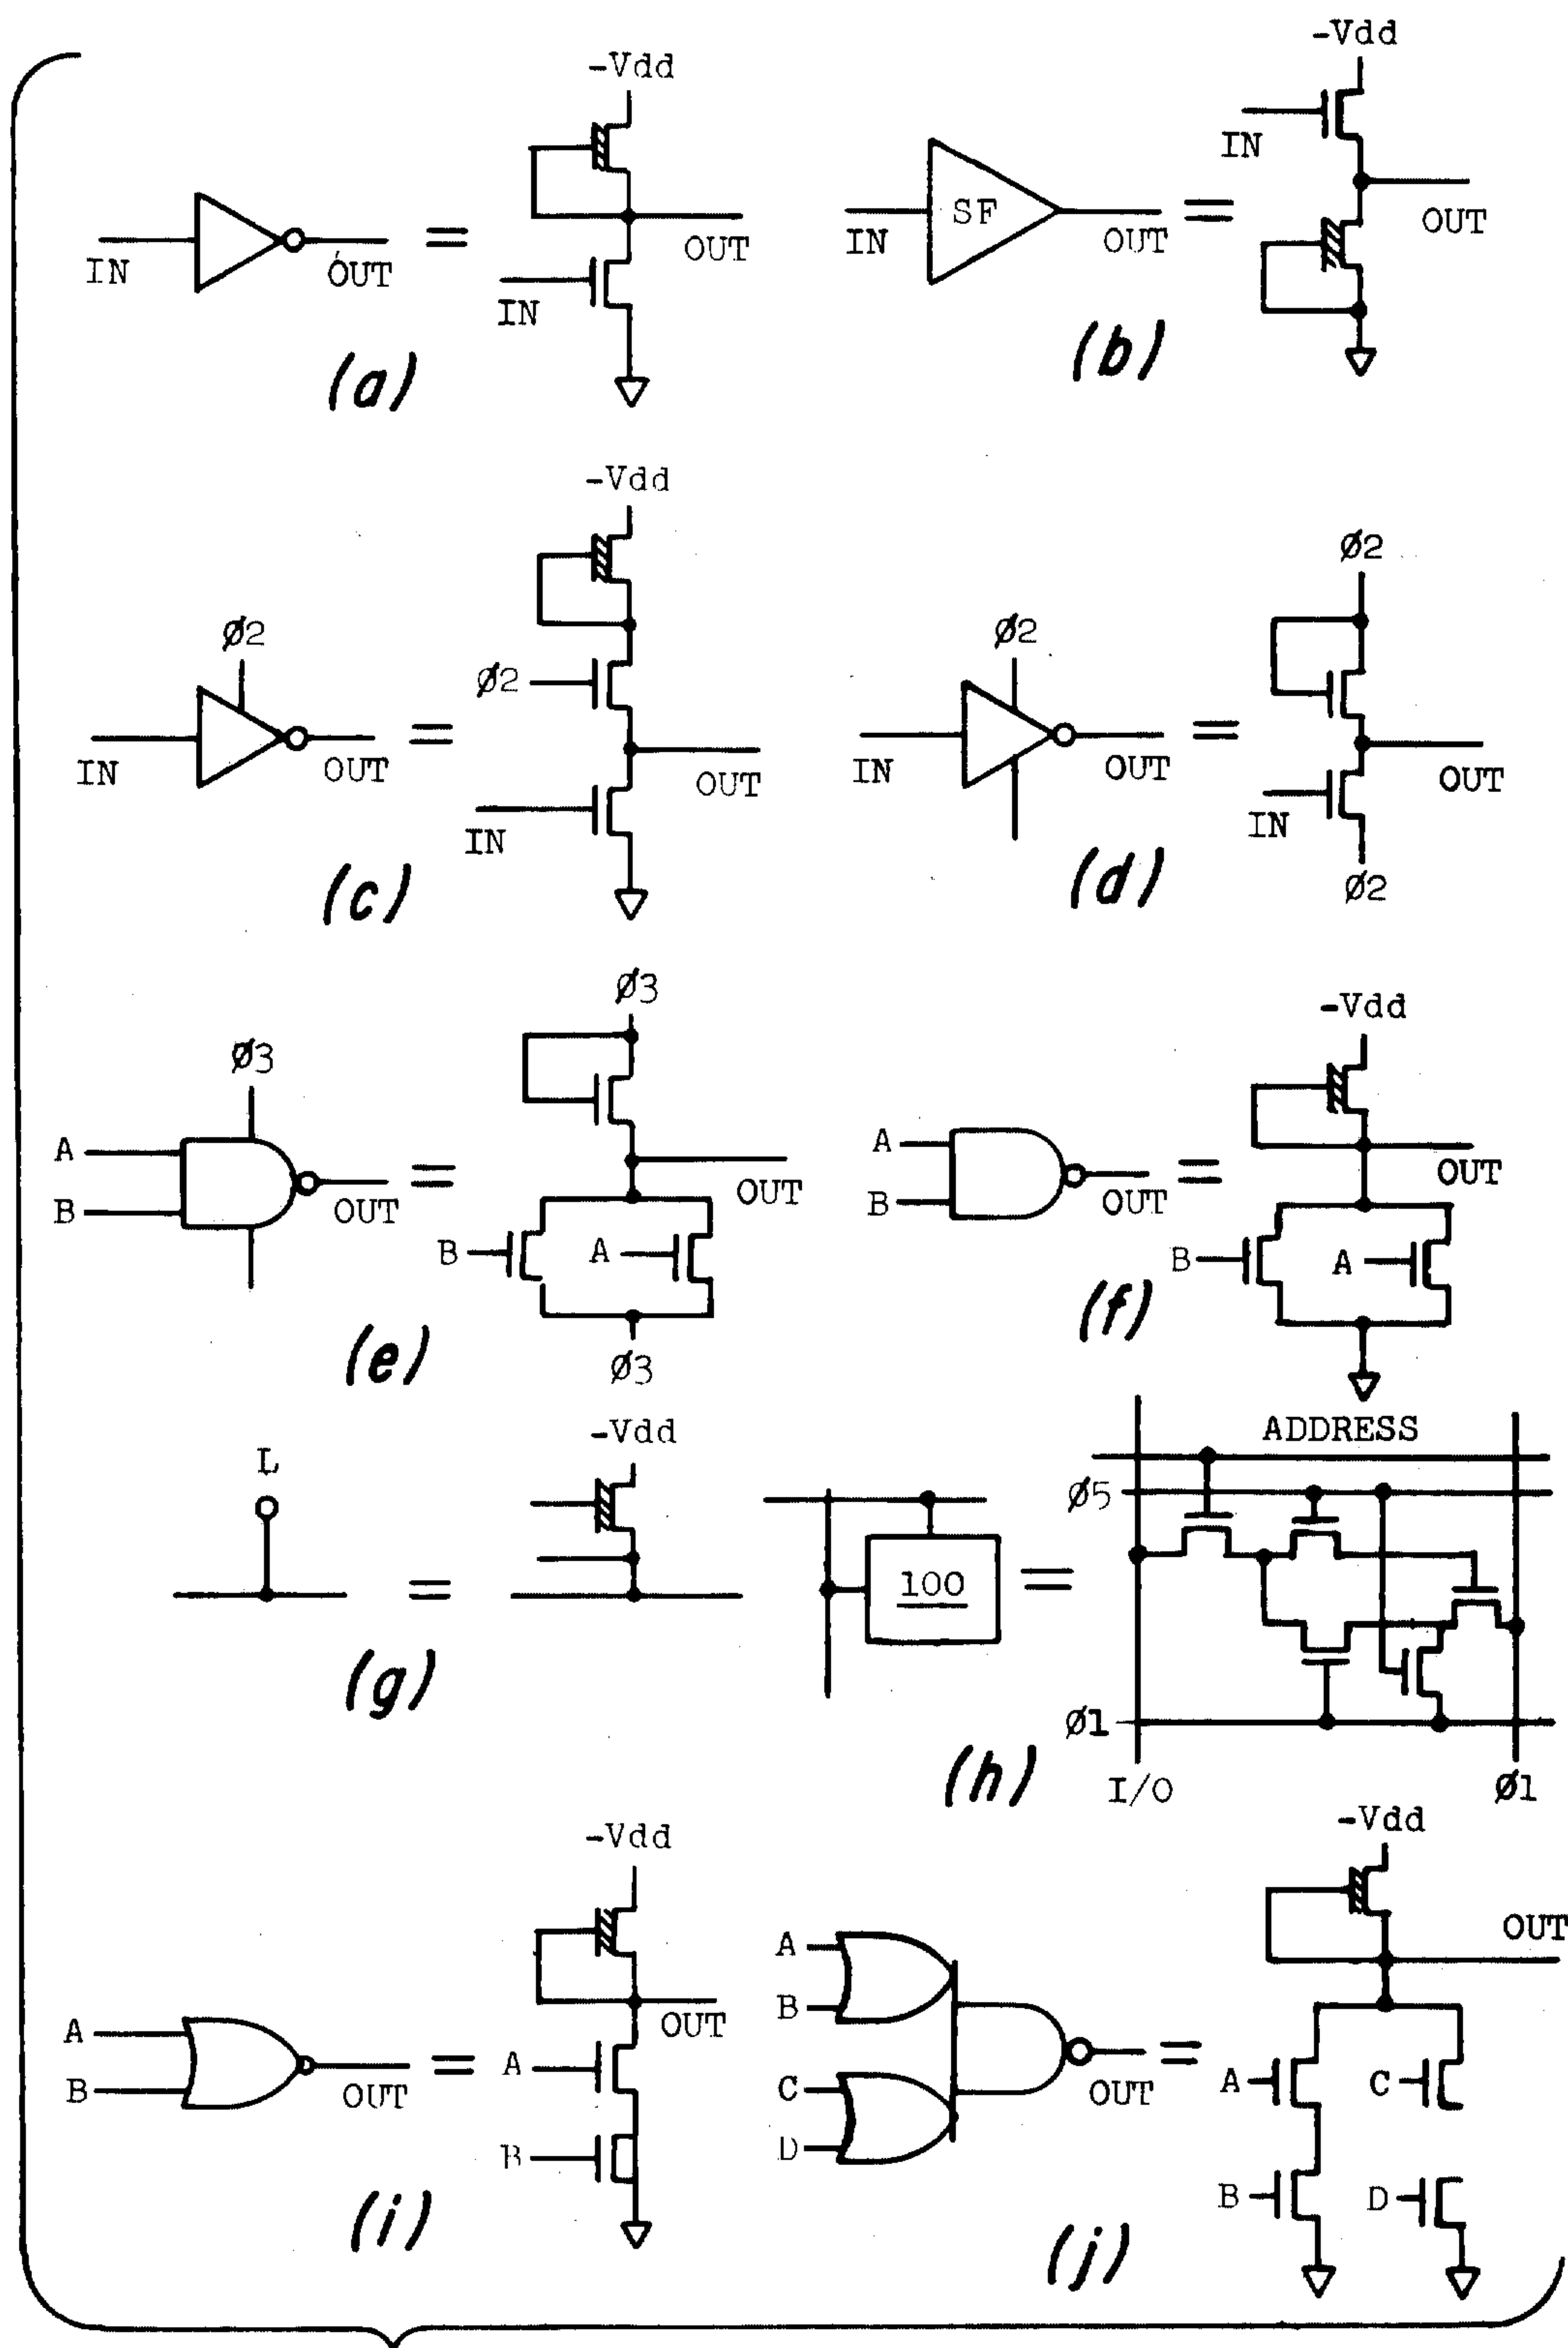 -Vdd
IN
OUT
=
IN
OUT
(a)
-Vdd
IN
SF
OUT
=
IN
OUT
(b)
-Vdd
Ø2
IN
OUT
=
Ø2
OUT
IN
(c)
Ø2
Ø2
IN
OUT
=
OUT
IN
Ø2
(d)
Ø3
Ø3
A
B
OUT
=
OUT
B
A
Ø3
(e)
-Vdd
A
B
OUT
=
OUT
B
A
(f)
L
=
-Vdd
(g)
100
=
ADDRESS
Ø5
Ø1
I/O
Ø1
(h)
-Vdd
A
B
OUT
=
OUT
A
B
(i)
-Vdd
A
B
C
D
OUT
=
OUT
A
C
B
D
(j)